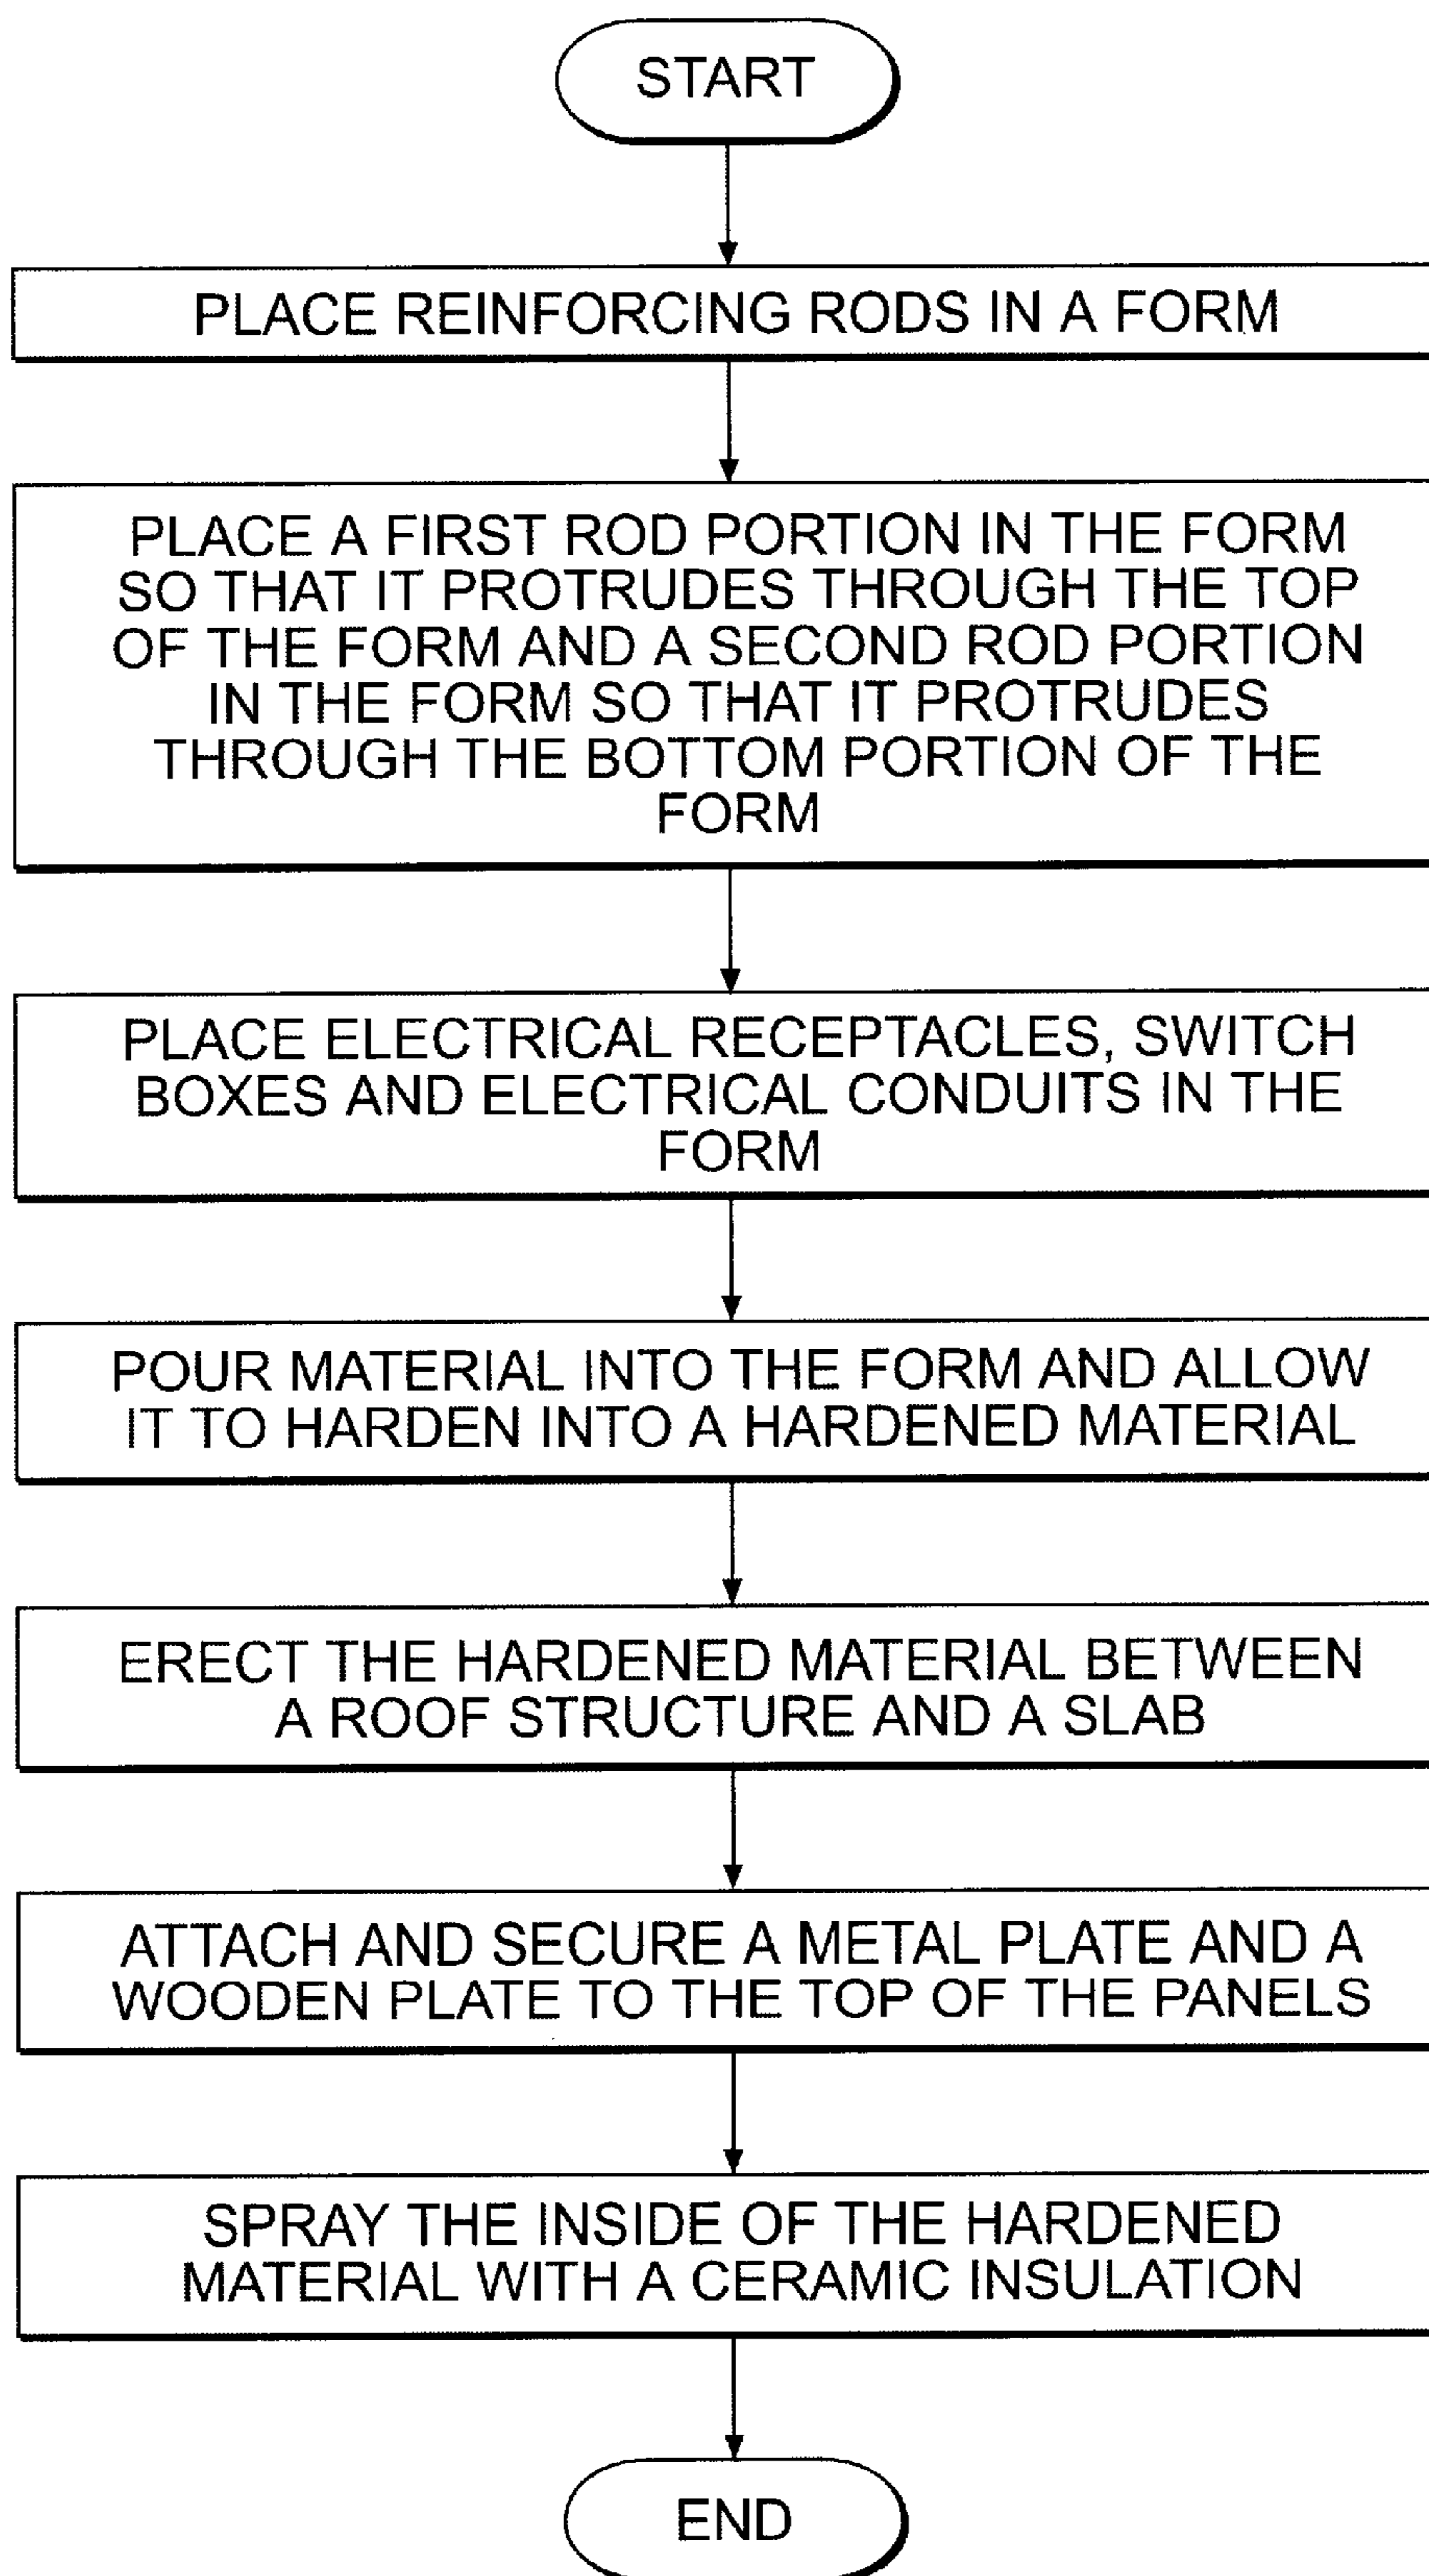 START
PLACE REINFORCING RODS IN A FORM
PLACE A FIRST ROD PORTION IN THE FORM
SO THAT IT PROTRUDES THROUGH THE TOP
OF THE FORM AND A SECOND ROD PORTION
IN THE FORM SO THAT IT PROTRUDES
THROUGH THE BOTTOM PORTION OF THE
FORM
PLACE ELECTRICAL RECEPTACLES, SWITCH
BOXES AND ELECTRICAL CONDUITS IN THE
FORM
POUR MATERIAL INTO THE FORM AND ALLOW
IT TO HARDEN INTO A HARDENED MATERIAL
ERECT THE HARDENED MATERIAL BETWEEN
A ROOF STRUCTURE AND A SLAB
ATTACH AND SECURE A METAL PLATE AND A
WOODEN PLATE TO THE TOP OF THE PANELS
SPRAY THE INSIDE OF THE HARDENED
MATERIAL WITH A CERAMIC INSULATION
END